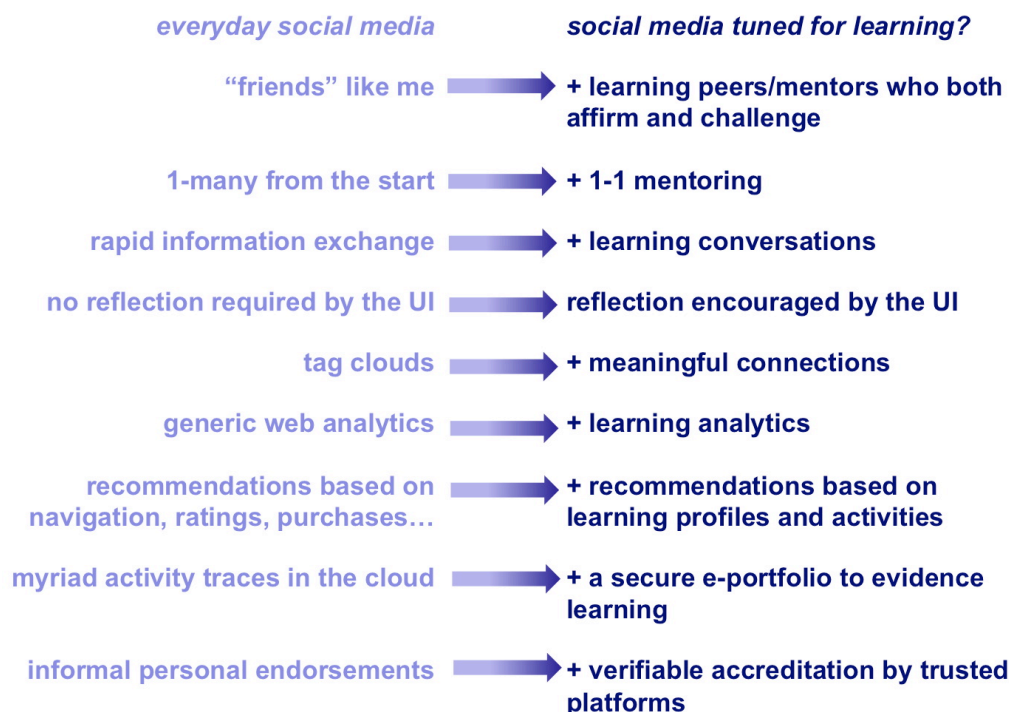 everyday social media
social media tuned for learning?
“friends” like me
+ learning peers/mentors who both
affirm and challenge
1-many from the start
+ 1-1 mentoring
rapid information exchange
+ learning conversations
no reflection required by the UI
reflection encouraged by the UI
tag clouds
+ meaningful connections
generic web analytics
+ learning analytics
recommendations based on
navigation, ratings, purchases…
+ recommendations based on
learning profiles and activities
myriad activity traces in the cloud
+ a secure e-portfolio to evidence
learning
informal personal endorsements
+ verifiable accreditation by trusted
platforms